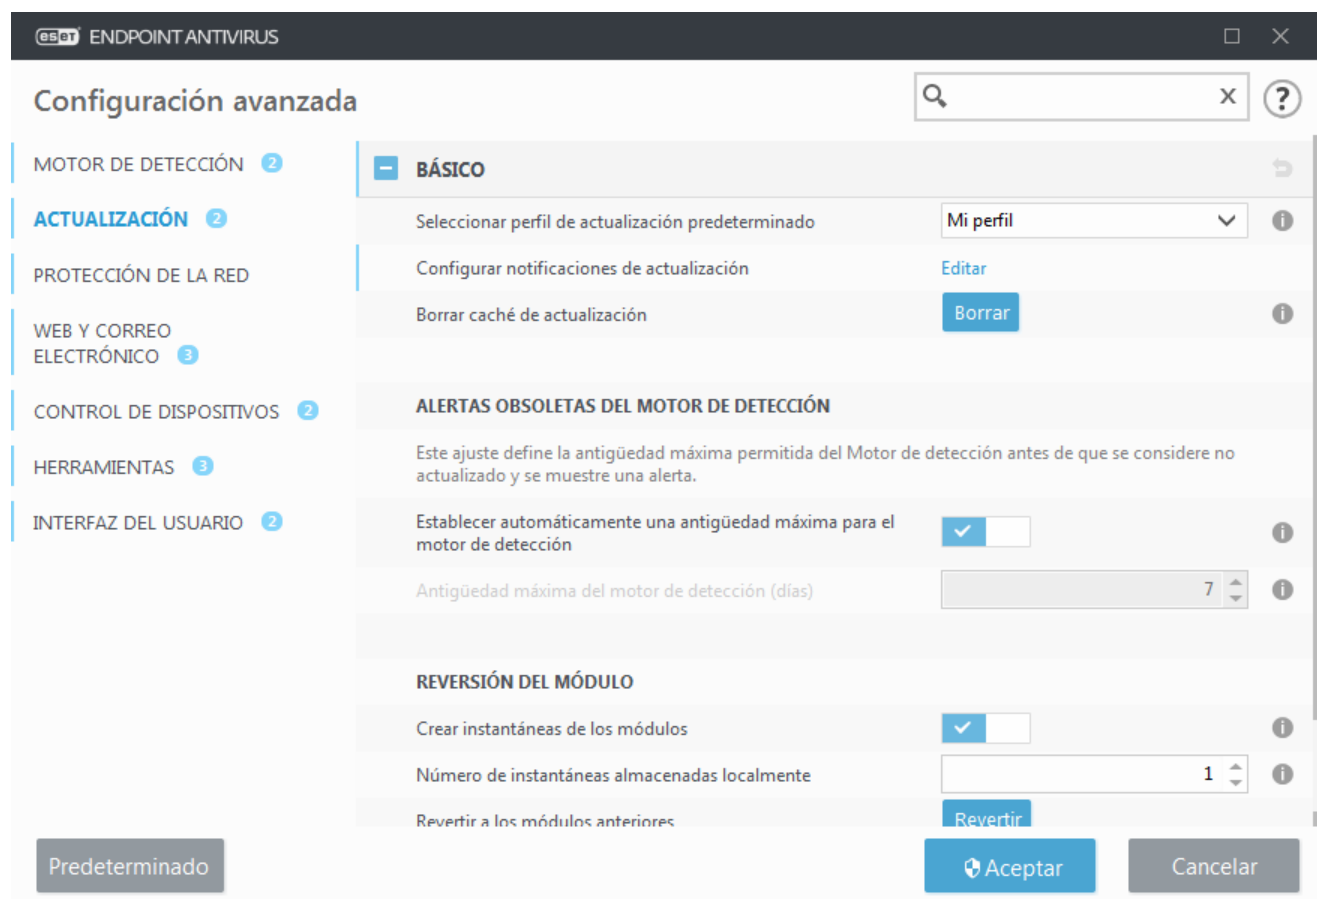 eset ENDPOINT ANTIVIRUS
Configuración avanzada
X
?
MOTOR DE DETECCIÓN 2
ACTUALIZACIÓN 2
PROTECCIÓN DE LA RED
WEB Y CORREO
ELECTRÓNICO 3
CONTROL DE DISPOSITIVOS 2
HERRAMIENTAS 3
INTERFAZ DEL USUARIO 2
BÁSICO
Seleccionar perfil de actualización predeterminado Mi perfil
Configurar notificaciones de actualización Editar
Borrar caché de actualización Borrar
ALERTAS OBSOLETAS DEL MOTOR DE DETECCIÓN
Este ajuste define la antigüedad máxima permitida del Motor de detección antes de que se considere no
actualizado y se muestre una alerta.
Establecer automáticamente una antigüedad máxima para el
motor de detección
Antigüedad máxima del motor de detección (días) 7
REVERSIÓN DEL MÓDULO
Crear instantáneas de los módulos
Número de instantáneas almacenadas localmente 1
Revertir a los módulos anteriores Revertir
Predeterminado Aceptar Cancelar